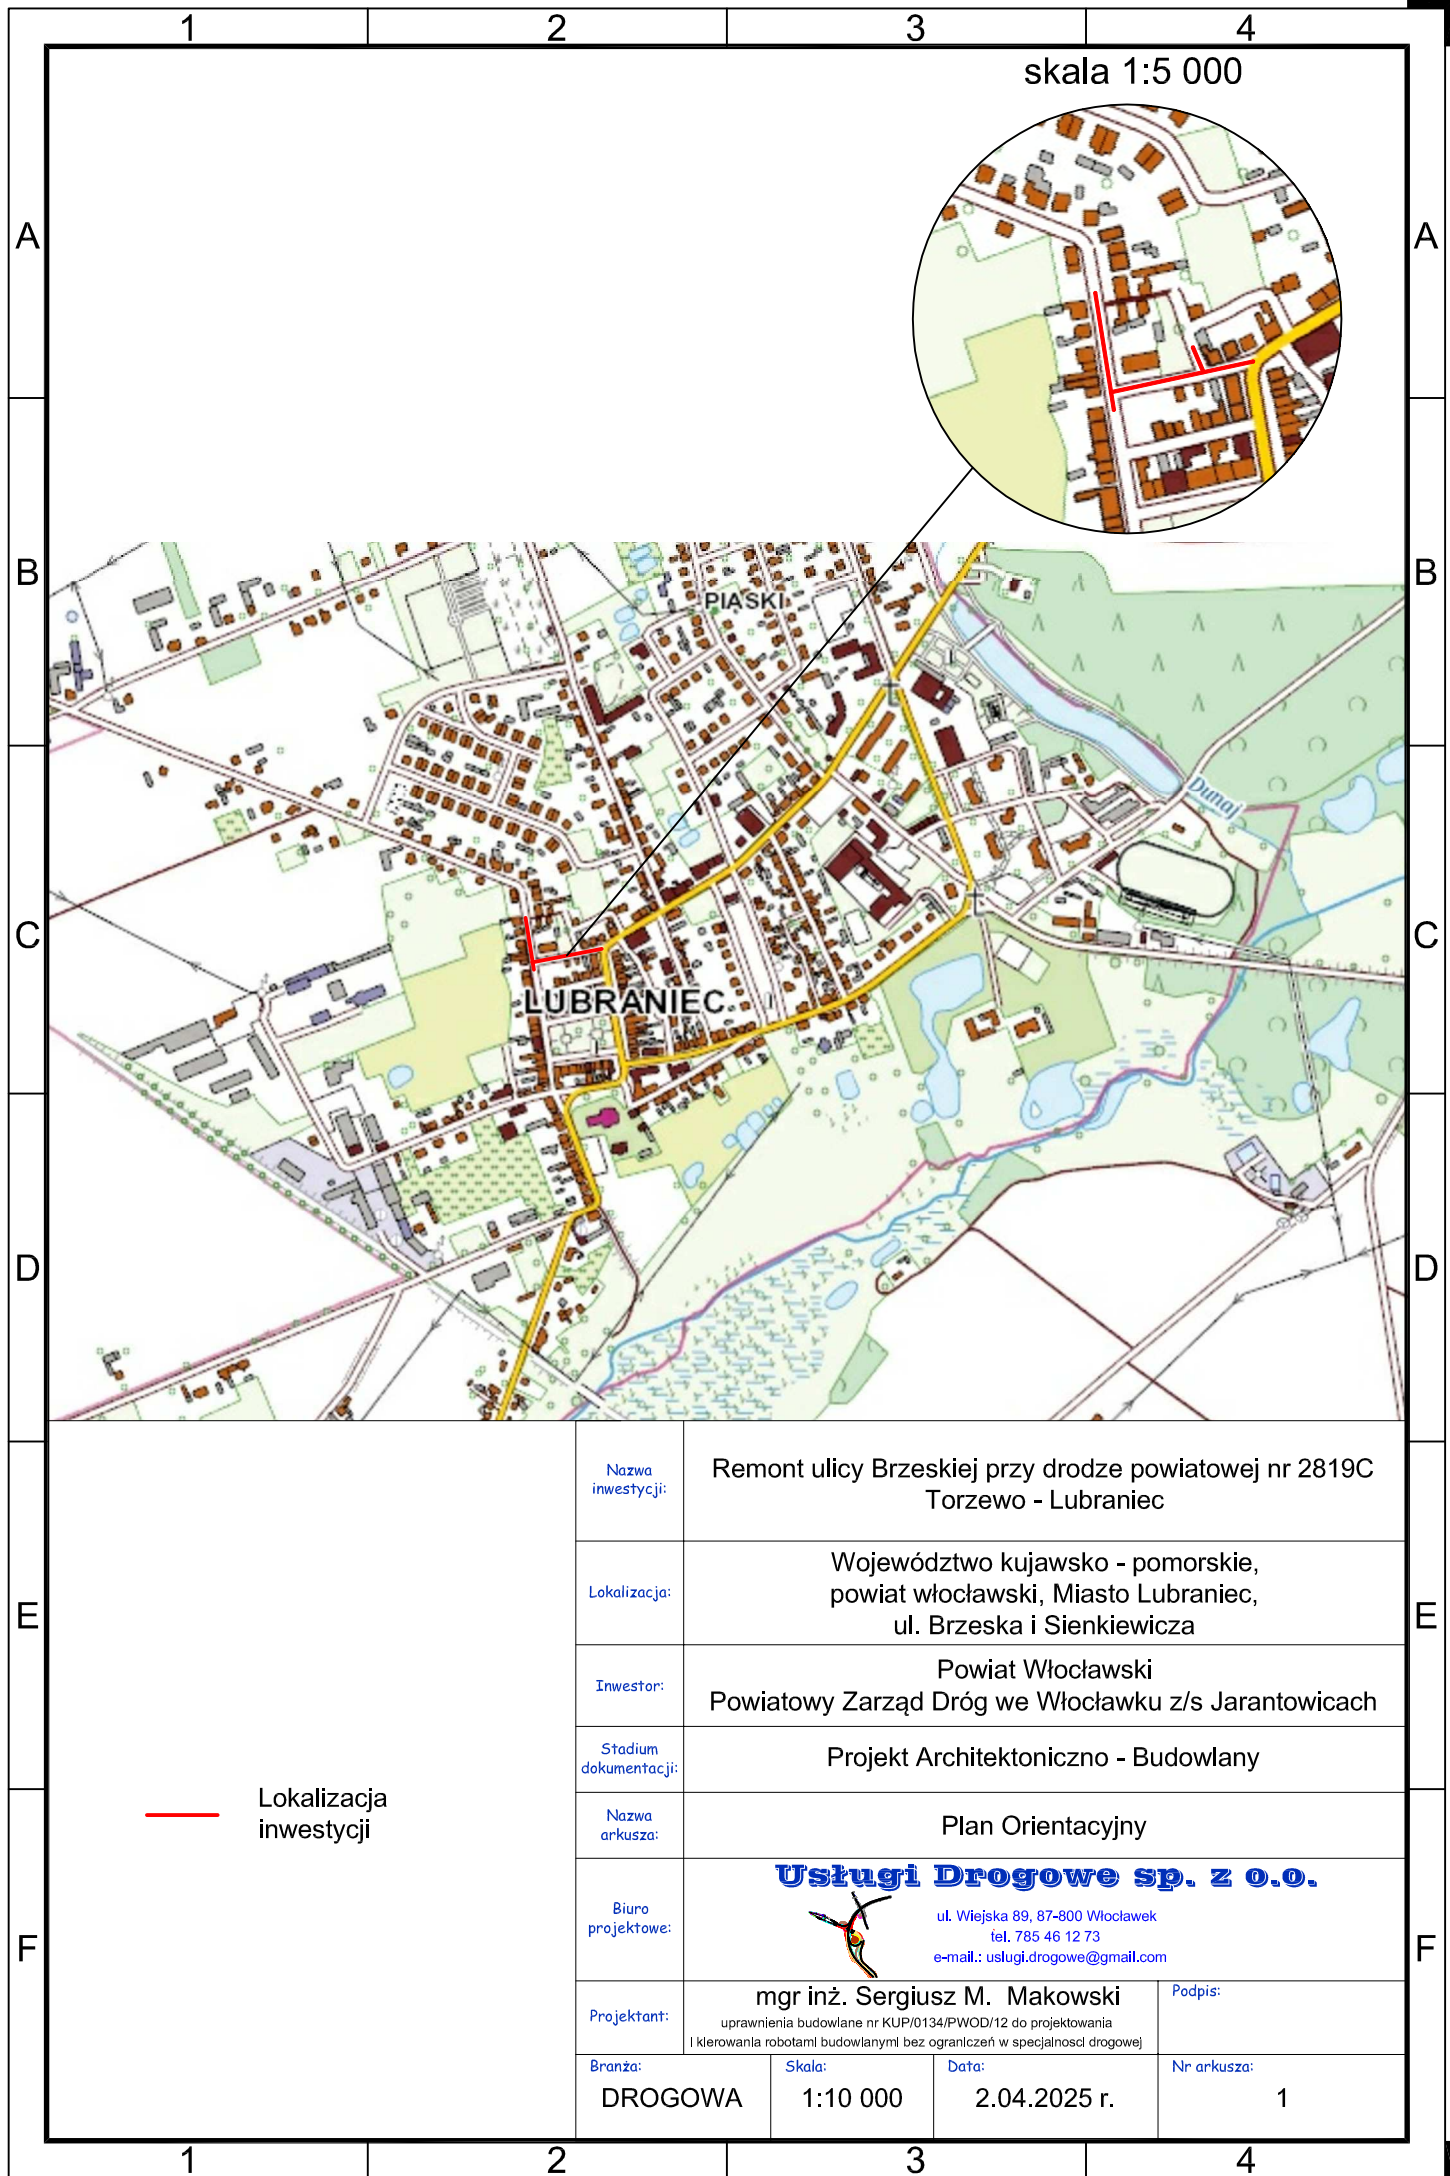 1 2 3 4
skala 1:5 000
A A
B B
PIASKI
Dunaj
C C
LUBRANIEC
D D
Nazwa
inwestycji:
Remont ulicy Brzeskiej przy drodze powiatowej nr 2819C
Torzewo - Lubraniec
Lokalizacja:
Województwo kujawsko - pomorskie,
powiat włocławski, Miasto Lubraniec,
ul. Brzeska i Sienkiewicza
E E
Inwestor:
Powiat Włocławski
Powiatowy Zarząd Dróg we Włocławku z/s Jarantowicach
Stadium
dokumentacji:
Projekt Architektoniczno - Budowlany
Lokalizacja
inwestycji
Nazwa
arkusza:
Plan Orientacyjny
Biuro
projektowe:
Usługi Drogowe sp. z o.o.
ul. Wiejska 89, 87-800 Włocławek
tel. 785 46 12 73
e-mail.: uslugi.drogowe@gmail.com
F F
Projektant:
mgr inż. Sergiusz M. Makowski
uprawnienia budowlane nr KUP/0134/PWOD/12 do projektowania
i kierowania robotami budowlanymi bez ograniczeń w specjalnosci drogowej
Podpis:
Branża: Skala: Data: Nr arkusza:
DROGOWA 1:10 000 2.04.2025 r. 1
1 2 3 4